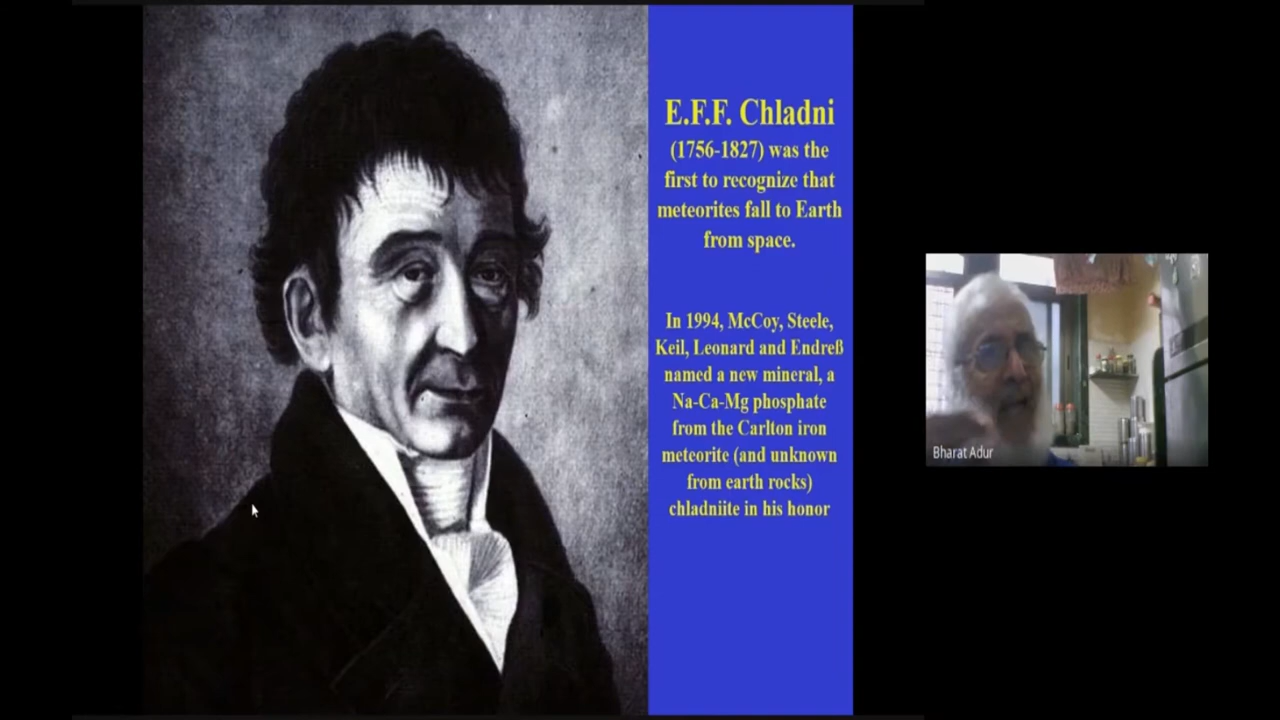 E.F.F. Chladni
(1756-1827) was the
first to recognize that
meteorites fall to Earth
from space.
In 1994, McCoy, Steele,
Keil, Leonard and Endreß
named a new mineral, a
Na-Ca-Mg phosphate
from the Carlton iron
meteorite (and unknown
from earth rocks)
chladniite in his honor
Bharat Adur